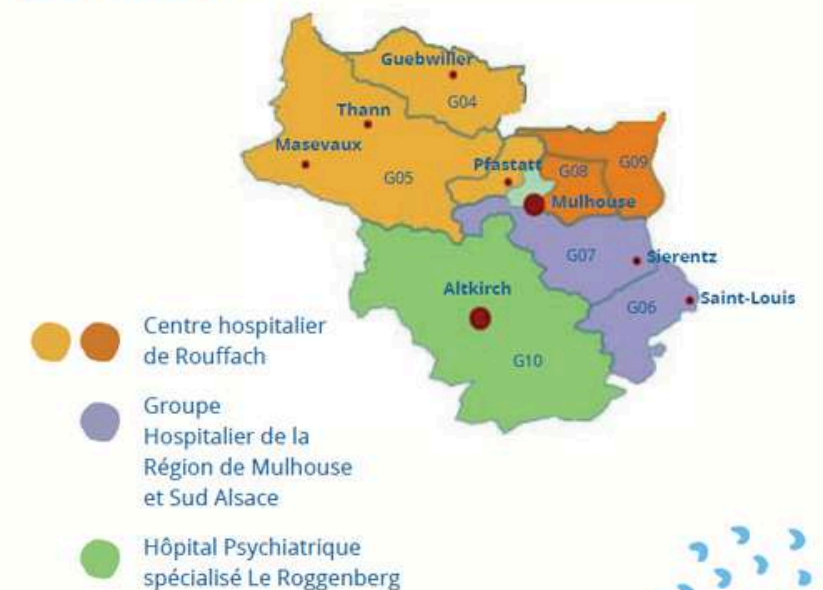 Guebwiller
G04
Thann
Masevaux
G05
Pfastatt
G08
G09
Mulhouse
G07
Sierentz
Altkirch
G06
Saint-Louis
G10
Centre hospitalier
de Rouffach
Groupe
Hospitalier de la
Région de Mulhouse
et Sud Alsace
Hôpital Psychiatrique
spécialisé Le Roggenberg